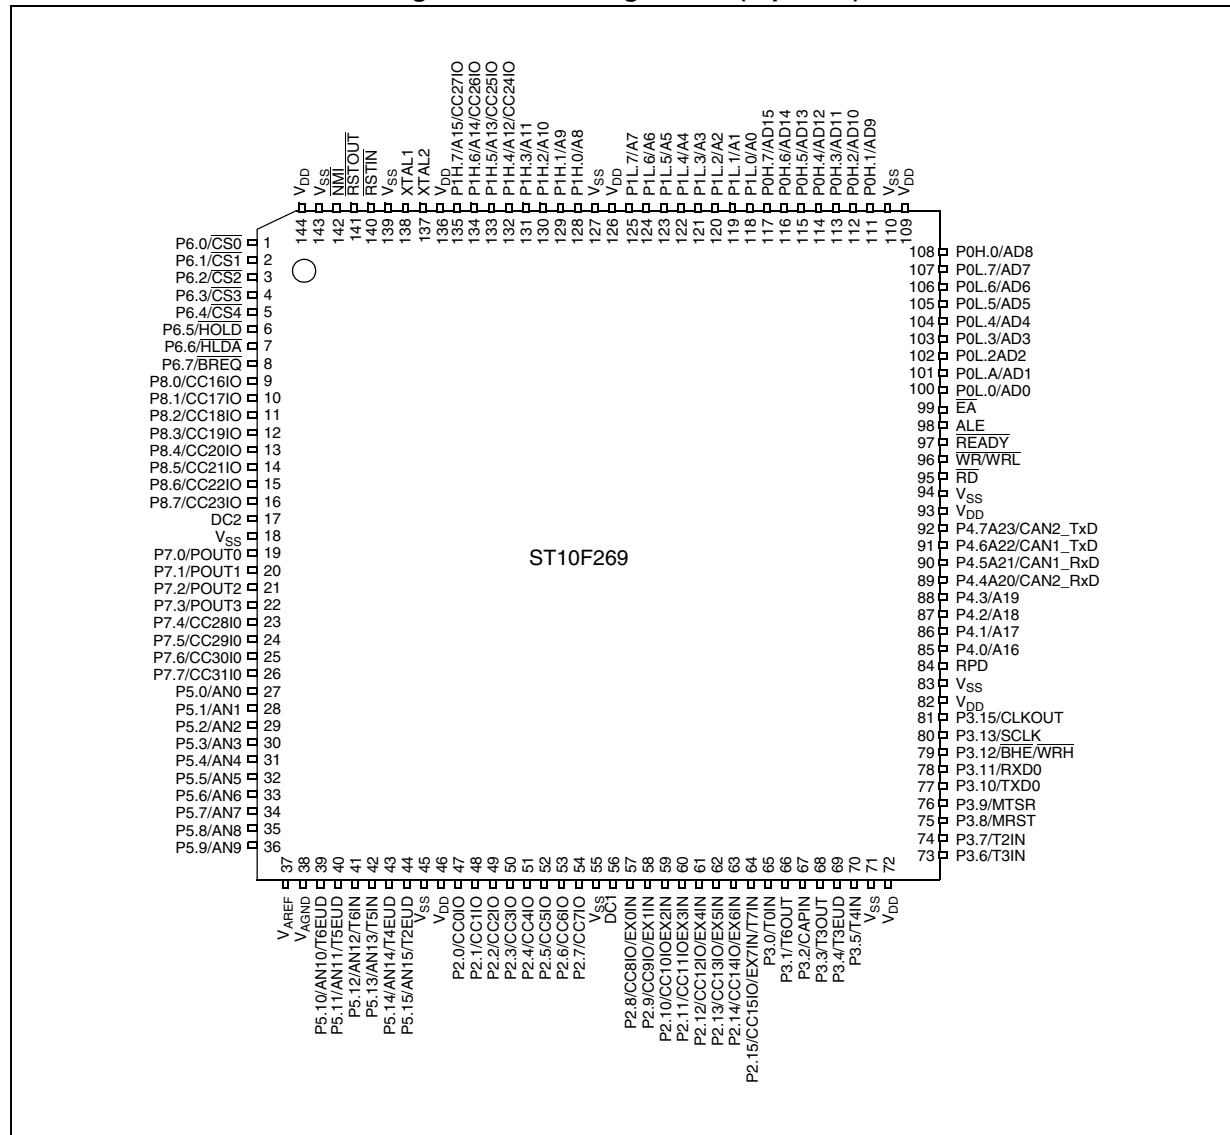 VDD
VSS
NMI
RSTOUT
RSTIN
VSS
XTAL1
XTAL2
VDD
P1H.7/A15/CC27IO
P1H.6/A14/CC26IO
P1H.5/A13/CC25IO
P1H.4/A12/CC24IO
P1H.3/A11
P1H.2/A10
P1H.1/A9
P1H.0/A8
VSS
VDD
P1L.7/A7
P1L.6/A6
P1L.5/A5
P1L.4/A4
P1L.3/A3
P1L.2/A2
P1L.1/A1
P1L.0/A0
P0H.7/AD15
P0H.6/AD14
P0H.5/AD13
P0H.4/AD12
P0H.3/AD11
P0H.2/AD10
P0H.1/AD9
VSS
VDD
144
143
142
141
140
139
138
137
136
135
134
133
132
131
130
129
128
127
126
125
124
123
122
121
120
119
118
117
116
115
114
113
112
111
110
109
P6.0/CS0 1
P6.1/CS1 2
P6.2/CS2 3
P6.3/CS3 4
P6.4/CS4 5
P6.5/HOLD 6
P6.6/HLDA 7
P6.7/BREQ 8
P8.0/CC16IO 9
P8.1/CC17IO 10
P8.2/CC18IO 11
P8.3/CC19IO 12
P8.4/CC20IO 13
P8.5/CC21IO 14
P8.6/CC22IO 15
P8.7/CC23IO 16
DC2 17
VSS 18
P7.0/POUT0 19
P7.1/POUT1 20
P7.2/POUT2 21
P7.3/POUT3 22
P7.4/CC28I0 23
P7.5/CC29I0 24
P7.6/CC30I0 25
P7.7/CC31I0 26
P5.0/AN0 27
P5.1/AN1 28
P5.2/AN2 29
P5.3/AN3 30
P5.4/AN4 31
P5.5/AN5 32
P5.6/AN6 33
P5.7/AN7 34
P5.8/AN8 35
P5.9/AN9 36
ST10F269
108 P0H.0/AD8
107 P0L.7/AD7
106 P0L.6/AD6
105 P0L.5/AD5
104 P0L.4/AD4
103 P0L.3/AD3
102 P0L.2AD2
101 P0L.A/AD1
100 P0L.0/AD0
99 EA
98 ALE
97 READY
96 WR/WRL
95 RD
94 VSS
93 VDD
92 P4.7A23/CAN2_TxD
91 P4.6A22/CAN1_TxD
90 P4.5A21/CAN1_RxD
89 P4.4A20/CAN2_RxD
88 P4.3/A19
87 P4.2/A18
86 P4.1/A17
85 P4.0/A16
84 RPD
83 VSS
82 VDD
81 P3.15/CLKOUT
80 P3.13/SCLK
79 P3.12/BHE/WRH
78 P3.11/RXD0
77 P3.10/TXD0
76 P3.9/MTSR
75 P3.8/MRST
74 P3.7/T2IN
73 P3.6/T3IN
37
38
39
40
41
42
43
44
45
46
47
48
49
50
51
52
53
54
55
56
57
58
59
60
61
62
63
64
65
66
67
68
69
70
71
72
VAREF
VAGND
P5.10/AN10/T6EUD
P5.11/AN11/T5EUD
P5.12/AN12/T6IN
P5.13/AN13/T5IN
P5.14/AN14/T4EUD
P5.15/AN15/T2EUD
VSS
VDD
P2.0/CC0IO
P2.1/CC1IO
P2.2/CC2IO
P2.3/CC3IO
P2.4/CC4IO
P2.5/CC5IO
P2.6/CC6IO
P2.7/CC7IO
VSS
DC1
P2.8/CC8IO/EX0IN
P2.9/CC9IO/EX1IN
P2.10/CC10IOEX2IN
P2.11/CC11IOEX3IN
P2.12/CC12IO/EX4IN
P2.13/CC13IO/EX5IN
P2.14/CC14IO/EX6IN
P2.15/CC15IO/EX7IN/T7IN
P3.0/T0IN
P3.1/T6OUT
P3.2/CAPIN
P3.3/T3OUT
P3.4/T3EUD
P3.5/T4IN
VSS
VDD